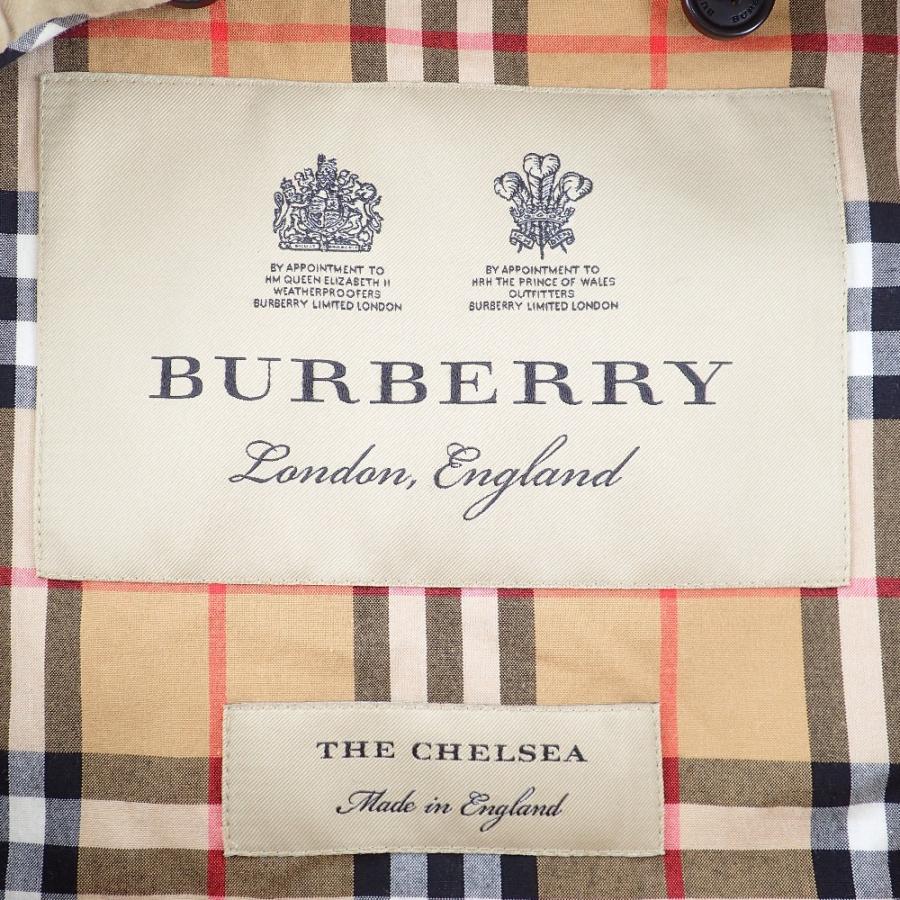 BY APPOINTMENT TO
HM QUEEN ELIZABETH II
WEATHERPROOFERS
BURBERRY LIMITED LONDON
BY APPOINTMENT TO
HRH THE PRINCE OF WALES
OUTFITTERS
BURBERRY LIMITED LONDON
BURBERRY
London, England
THE CHELSEA
Made in England